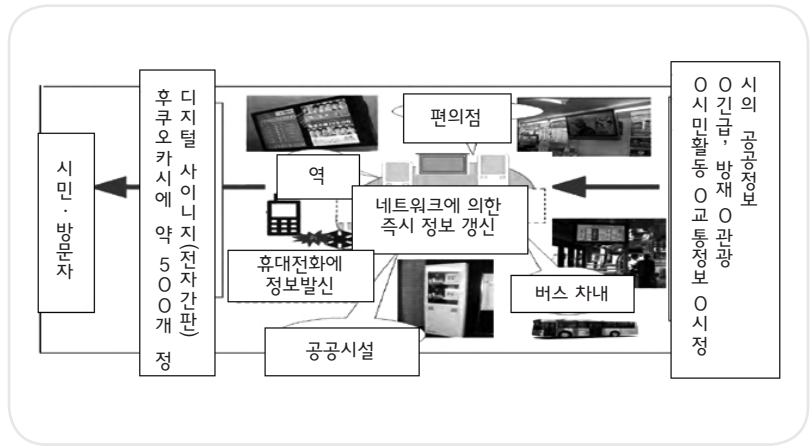 시민·방문자
디지털 사이니지(전자간판)
후쿠오카시에 약 500개 정
역
편의점
네트워크에 의한
즉시 정보 갱신
휴대전화에
정보발신
버스 차내
공공시설
시의 공공정보
O긴급, 방재 O관광
O시민활동 O교통정보 O시정